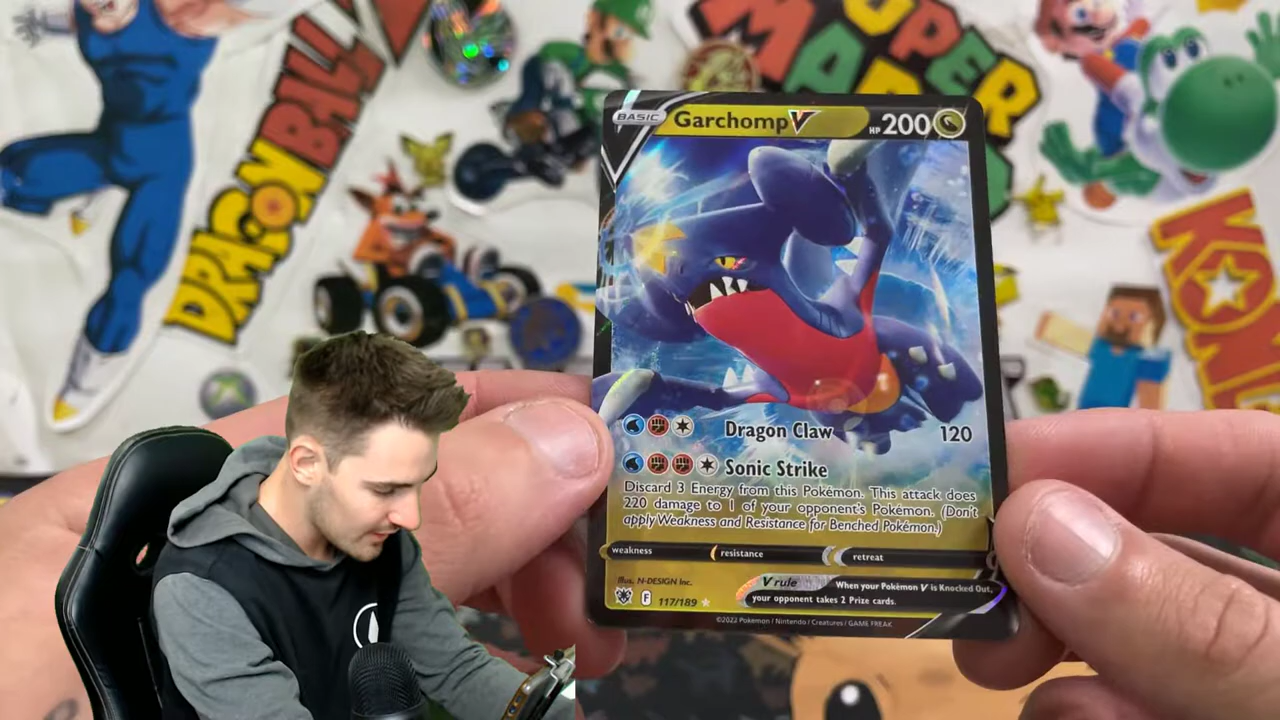 DRAGON BALL
SUPER
MARIO
BASIC
Garchomp V
HP 200
Dragon Claw 120
Sonic Strike
Discard 3 Energy from this Pokémon. This attack does
220 damage to 1 of your opponent's Pokémon. (Don't
apply Weakness and Resistance for Benched Pokémon.)
weakness resistance retreat
Illus. N-DESIGN Inc.
V rule When your Pokémon V is Knocked Out,
your opponent takes 2 Prize cards.
F 117/189
©2022 Pokémon / Nintendo / Creatures / GAME FREAK